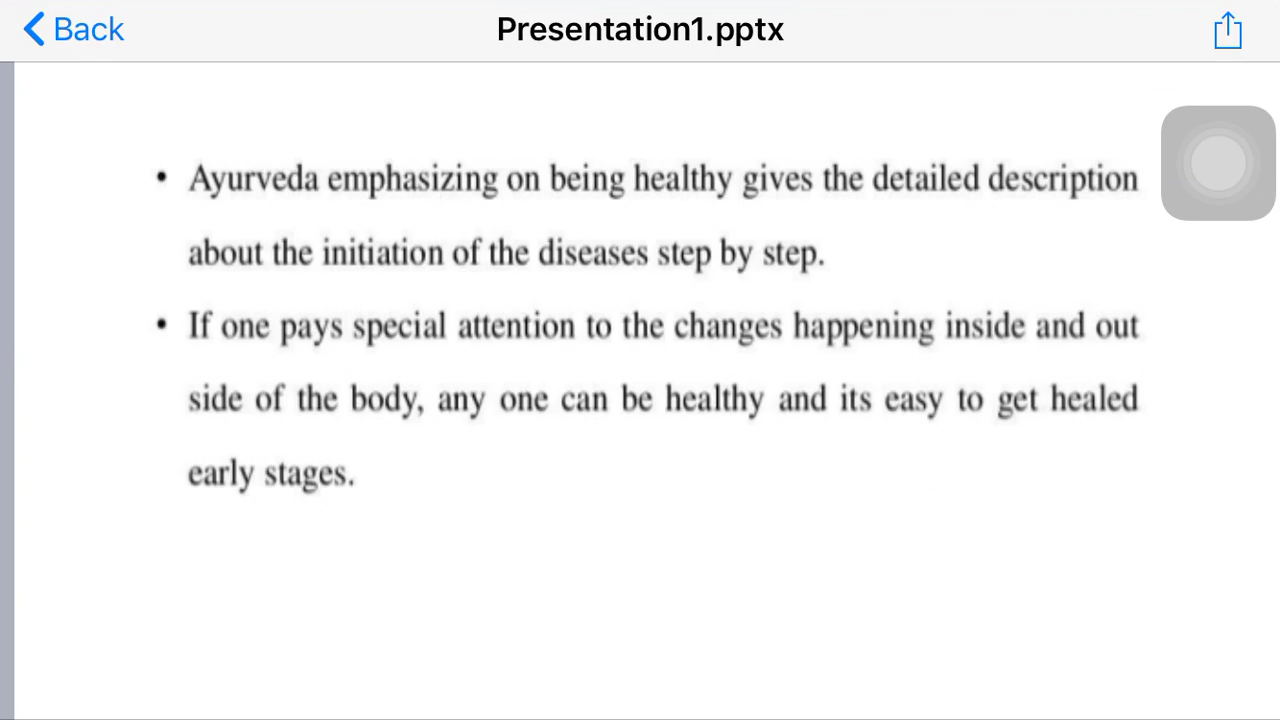 Back
Presentation1.pptx
• Ayurveda emphasizing on being healthy gives the detailed description
about the initiation of the diseases step by step.
• If one pays special attention to the changes happening inside and out
side of the body, any one can be healthy and its easy to get healed
early stages.